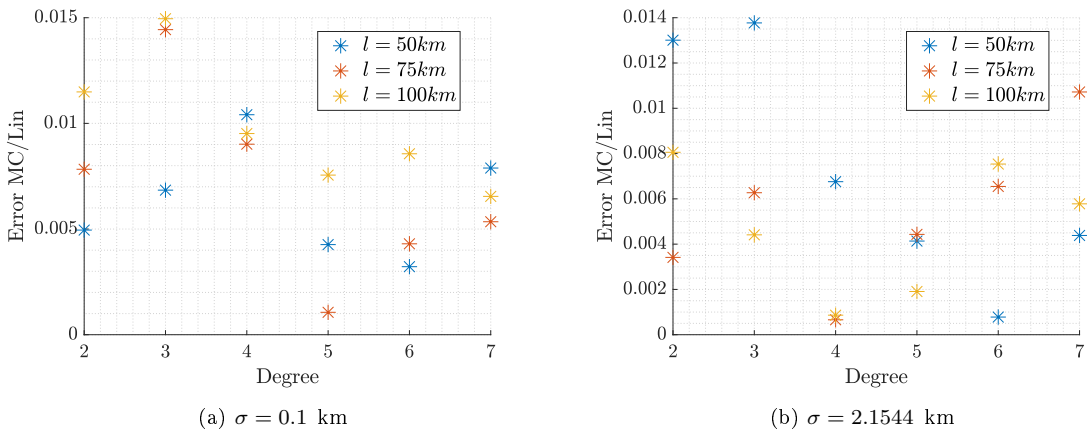 0.015
0.01
0.005
0
Error MC/Lin
2 3 4 5 6 7
Degree
l = 50km
l = 75km
l = 100km
(a) σ = 0.1 km
0.014
0.012
0.01
0.008
0.006
0.004
0.002
0
Error MC/Lin
2 3 4 5 6 7
Degree
l = 50km
l = 75km
l = 100km
(b) σ = 2.1544 km